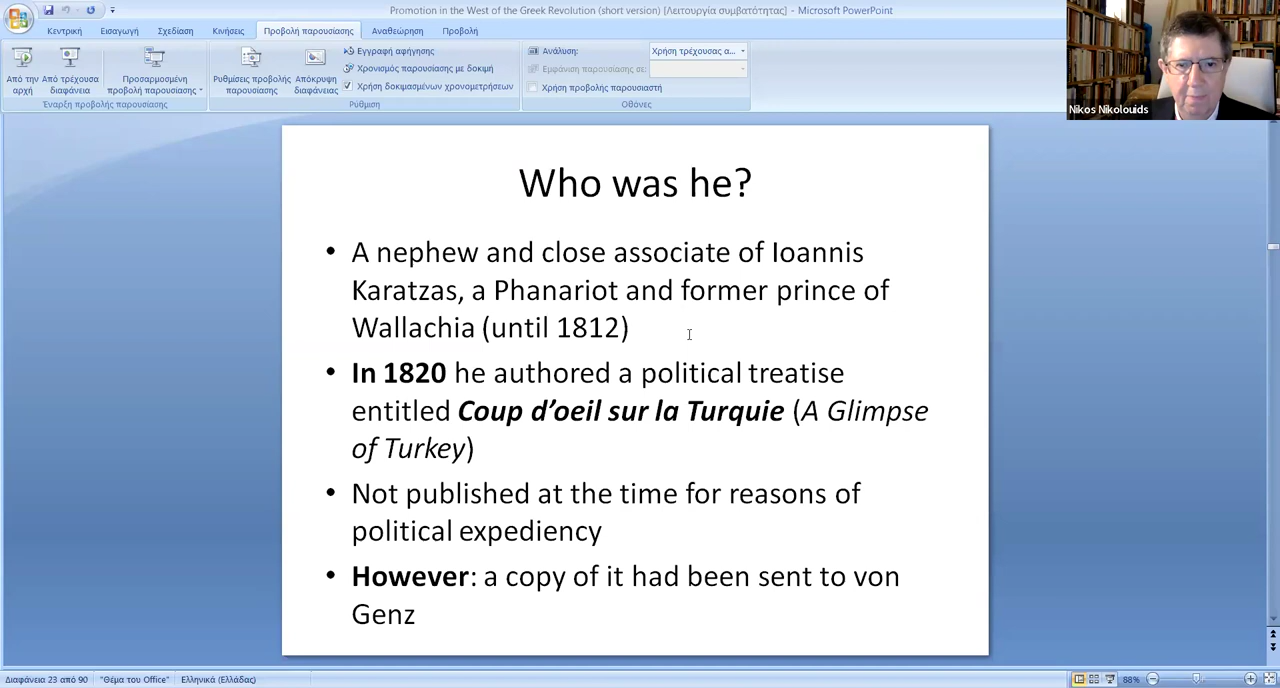 Promotion in the West of the Greek Revolution (short version) [Λειτουργία συμβατότητας] - Microsoft PowerPoint
Κεντρική Εισαγωγή Σχεδίαση Κινήσεις Προβολή παρουσίασης Αναθεώρηση Προβολή
Από την αρχή
Από τρέχουσα διαφάνεια
Προσαρμοσμένη προβολή παρουσίασης
Έναρξη προβολής παρουσίασης
Ρυθμίσεις προβολής παρουσίασης
Απόκρυψη διαφάνειας
Εγγραφή αφήγησης
Χρονισμός παρουσίασης με δοκιμή
Χρήση δοκιμασμένων χρονομετρήσεων
Ρύθμιση
Ανάλυση: Χρήση τρέχουσας α...
Εμφάνιση παρουσίασης σε:
Χρήση προβολής παρουσιαστή
Οθόνες
Nikos Nikolouids
Who was he?
• A nephew and close associate of Ioannis
Karatzas, a Phanariot and former prince of
Wallachia (until 1812)
• In 1820 he authored a political treatise
entitled Coup d’oeil sur la Turquie (A Glimpse
of Turkey)
• Not published at the time for reasons of
political expediency
• However: a copy of it had been sent to von
Genz
Διαφάνεια 23 από 90 "Θέμα του Office" Ελληνικά (Ελλάδας) 88%